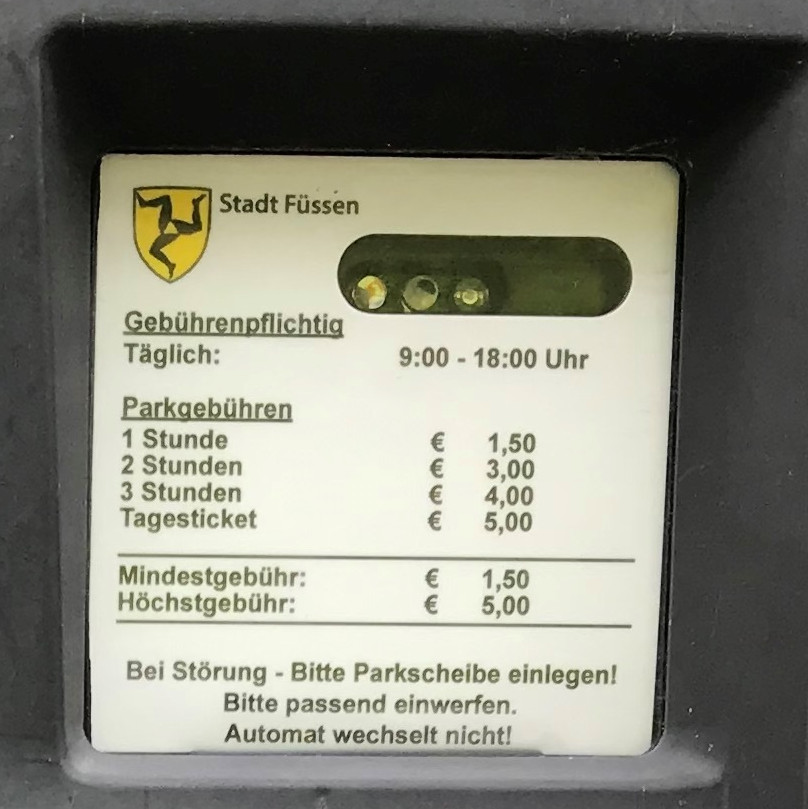 Stadt Füssen
Gebührenpflichtig
Täglich: 9:00 - 18:00 Uhr
Parkgebühren
1 Stunde € 1,50
2 Stunden € 3,00
3 Stunden € 4,00
Tagesticket € 5,00
Mindestgebühr: € 1,50
Höchstgebühr: € 5,00
Bei Störung - Bitte Parkscheibe einlegen!
Bitte passend einwerfen.
Automat wechselt nicht!